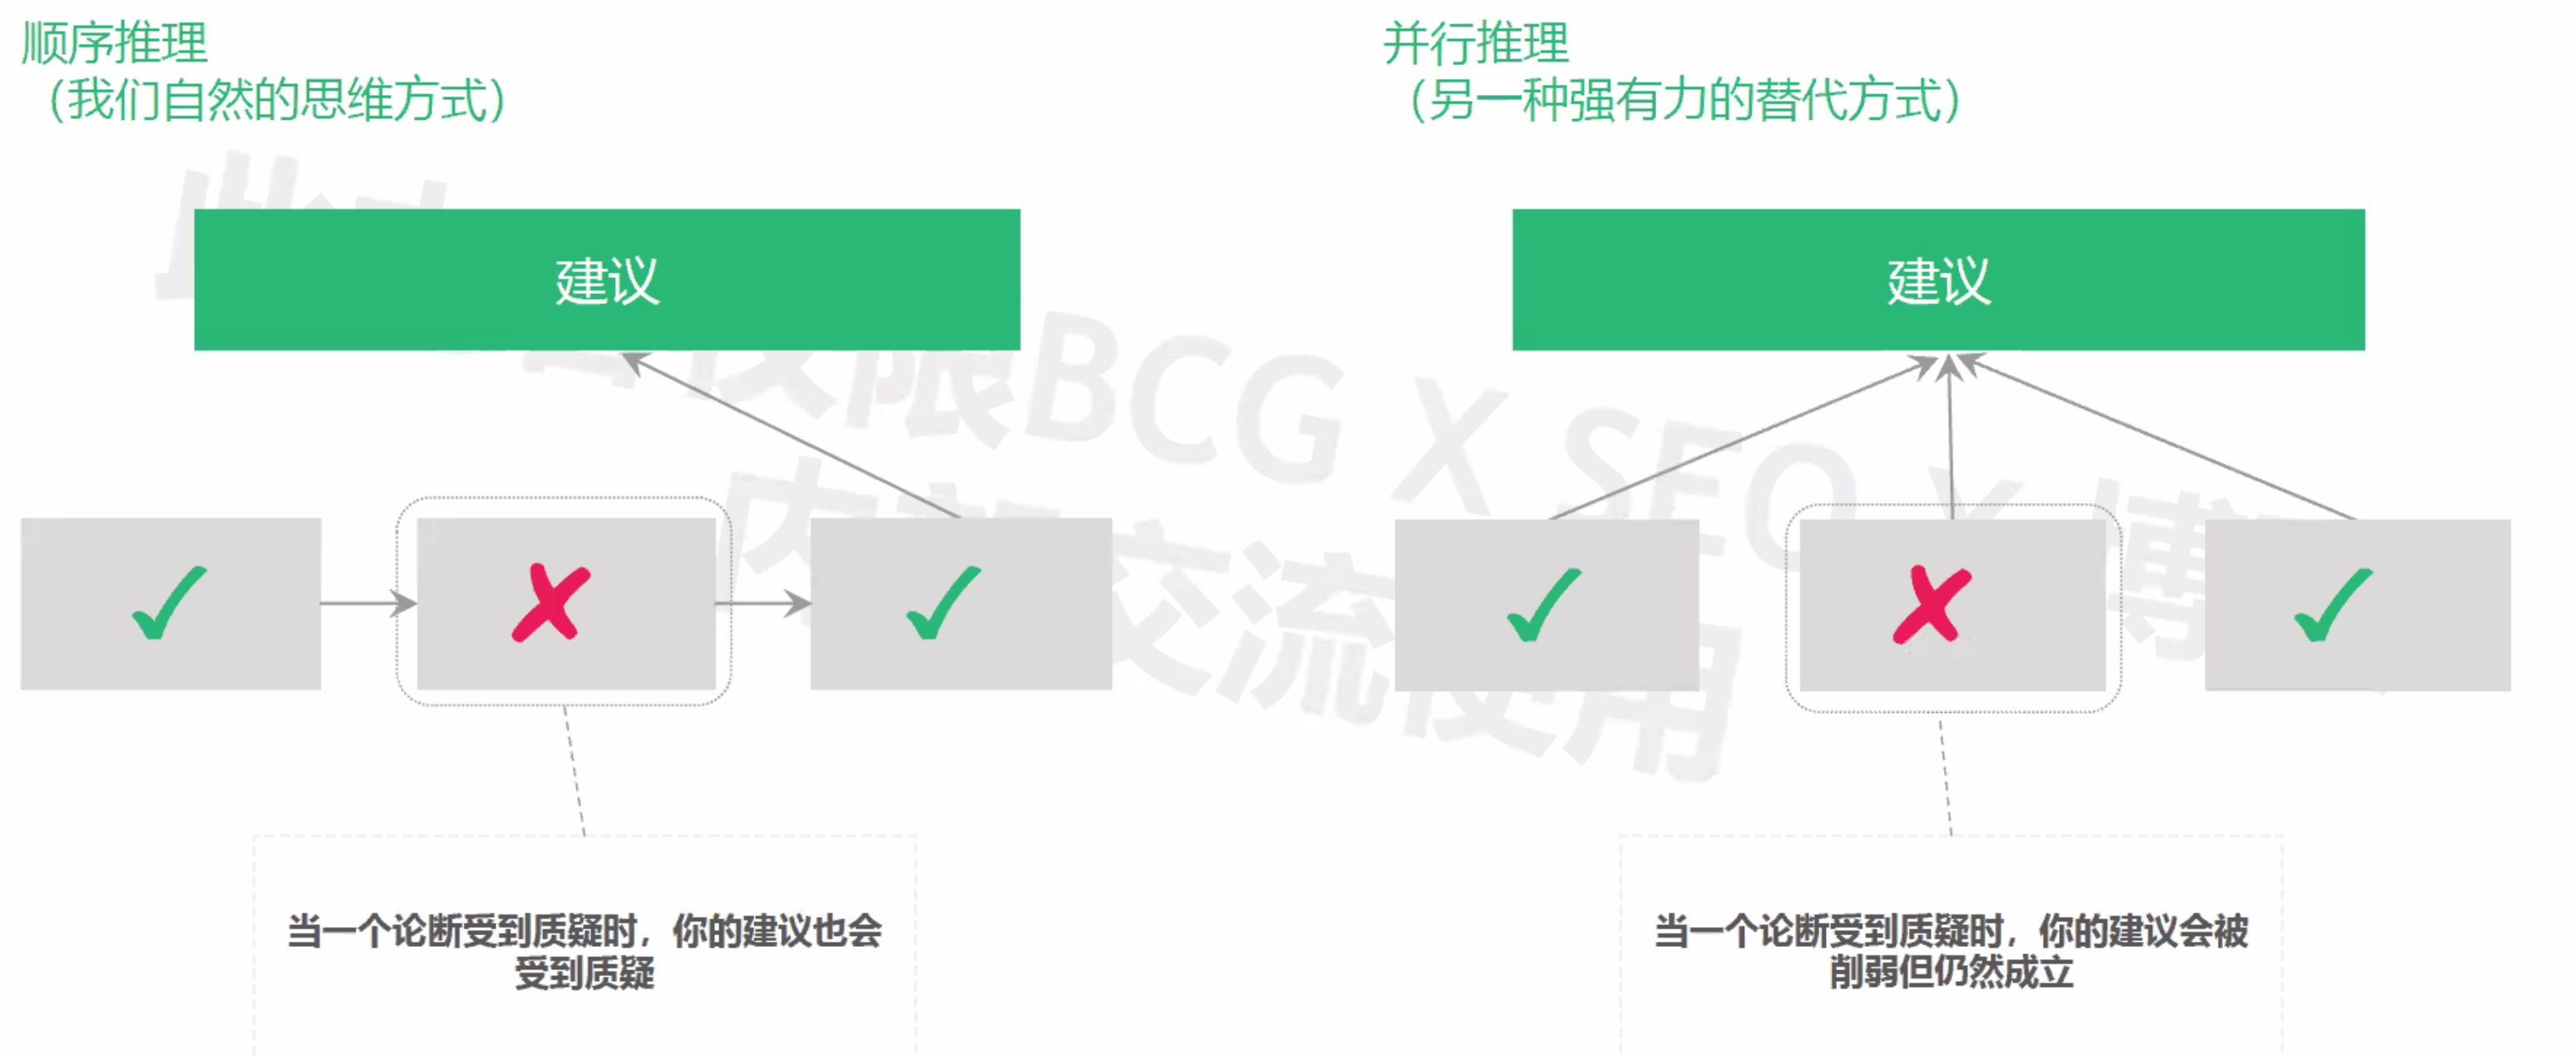 顺序推理
（我们自然的思维方式）
建议
当一个论断受到质疑时，你的建议也会
受到质疑
并行推理
（另一种强有力的替代方式）
建议
当一个论断受到质疑时，你的建议会被
削弱但仍然成立
仅限BCG X SEO X 博
内部交流使用